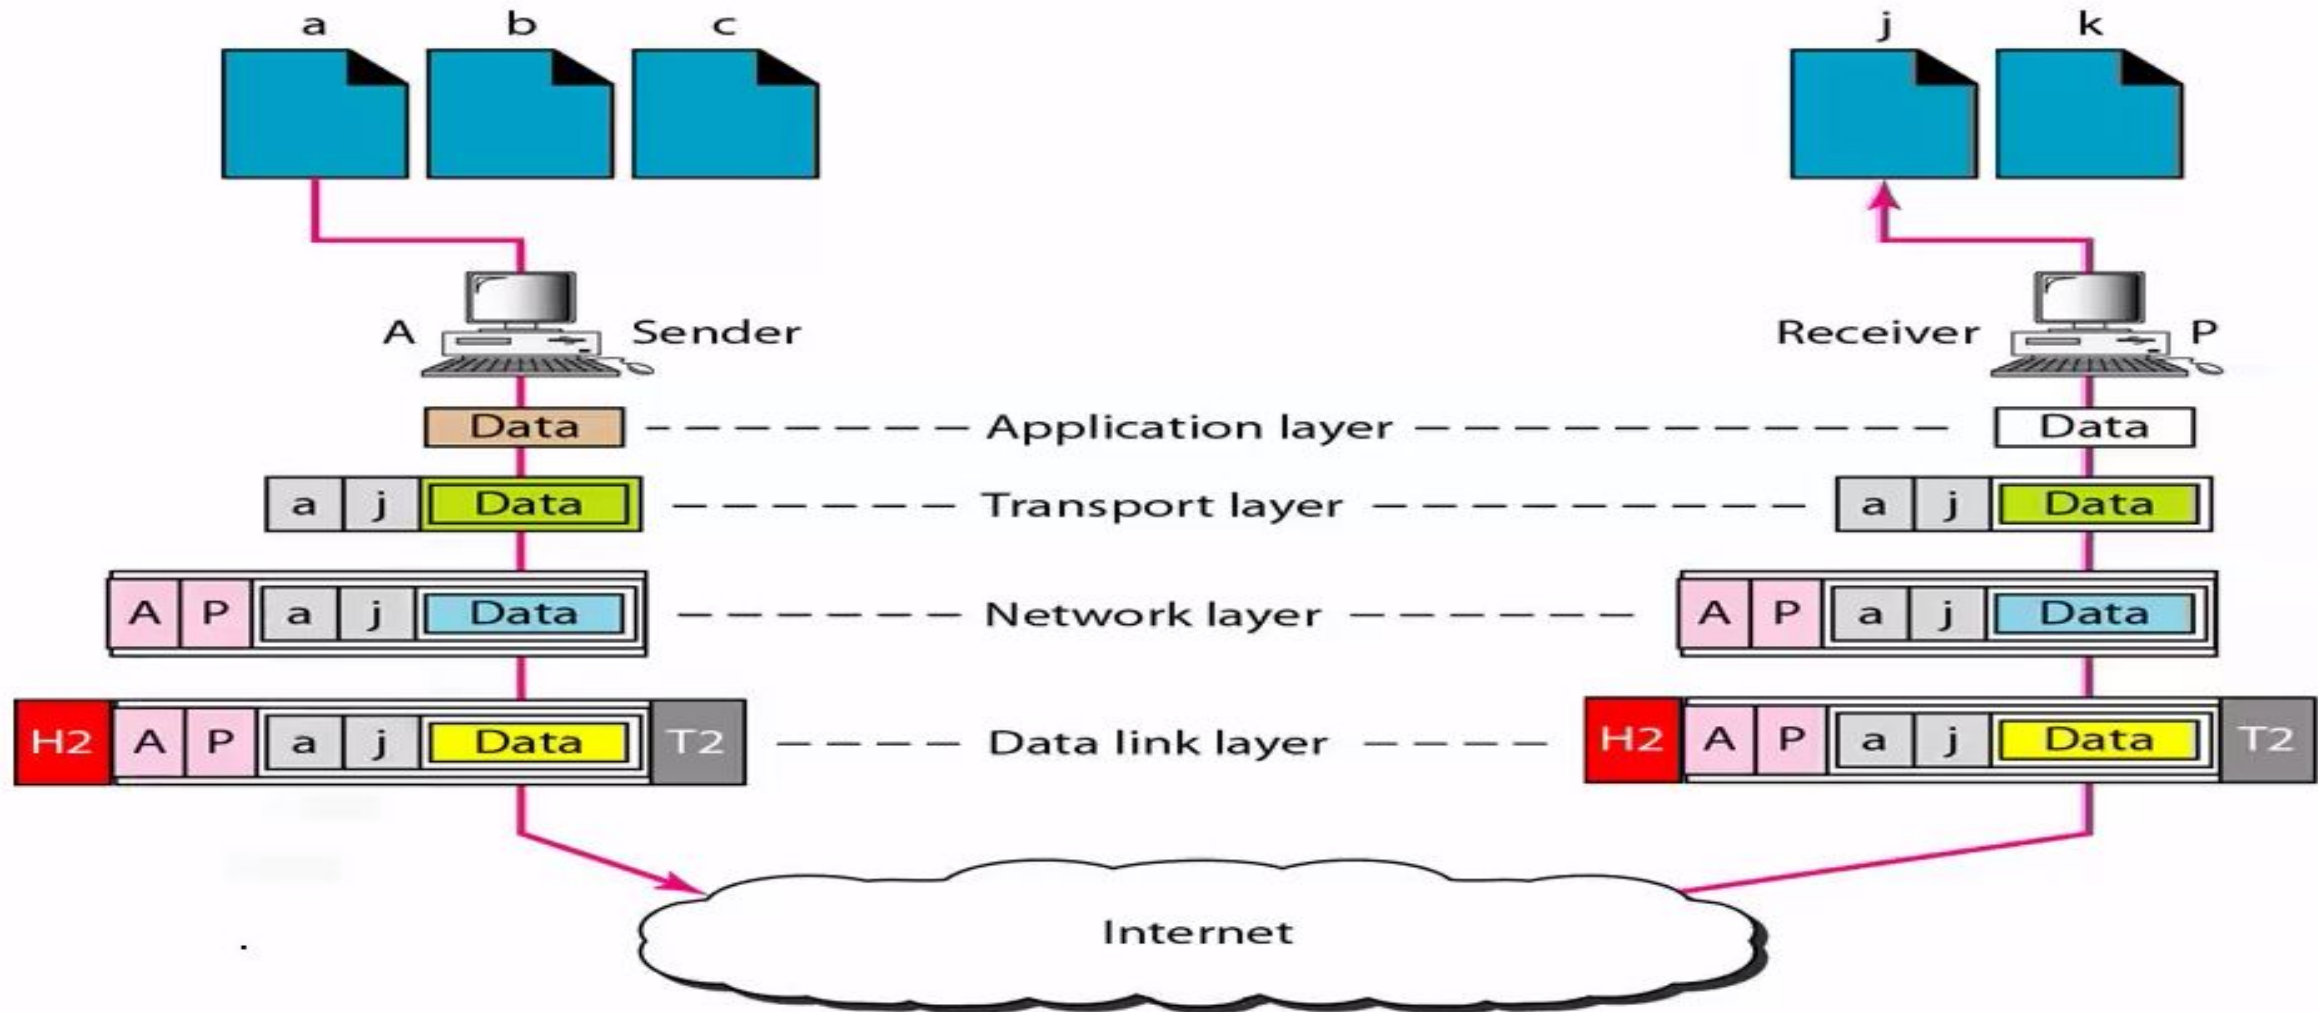 a b c j k
A Sender Receiver P
Data Application layer Data
a j Data Transport layer a j Data
A P a j Data Network layer A P a j Data
H2 A P a j Data T2 Data link layer H2 A P a j Data T2
Internet